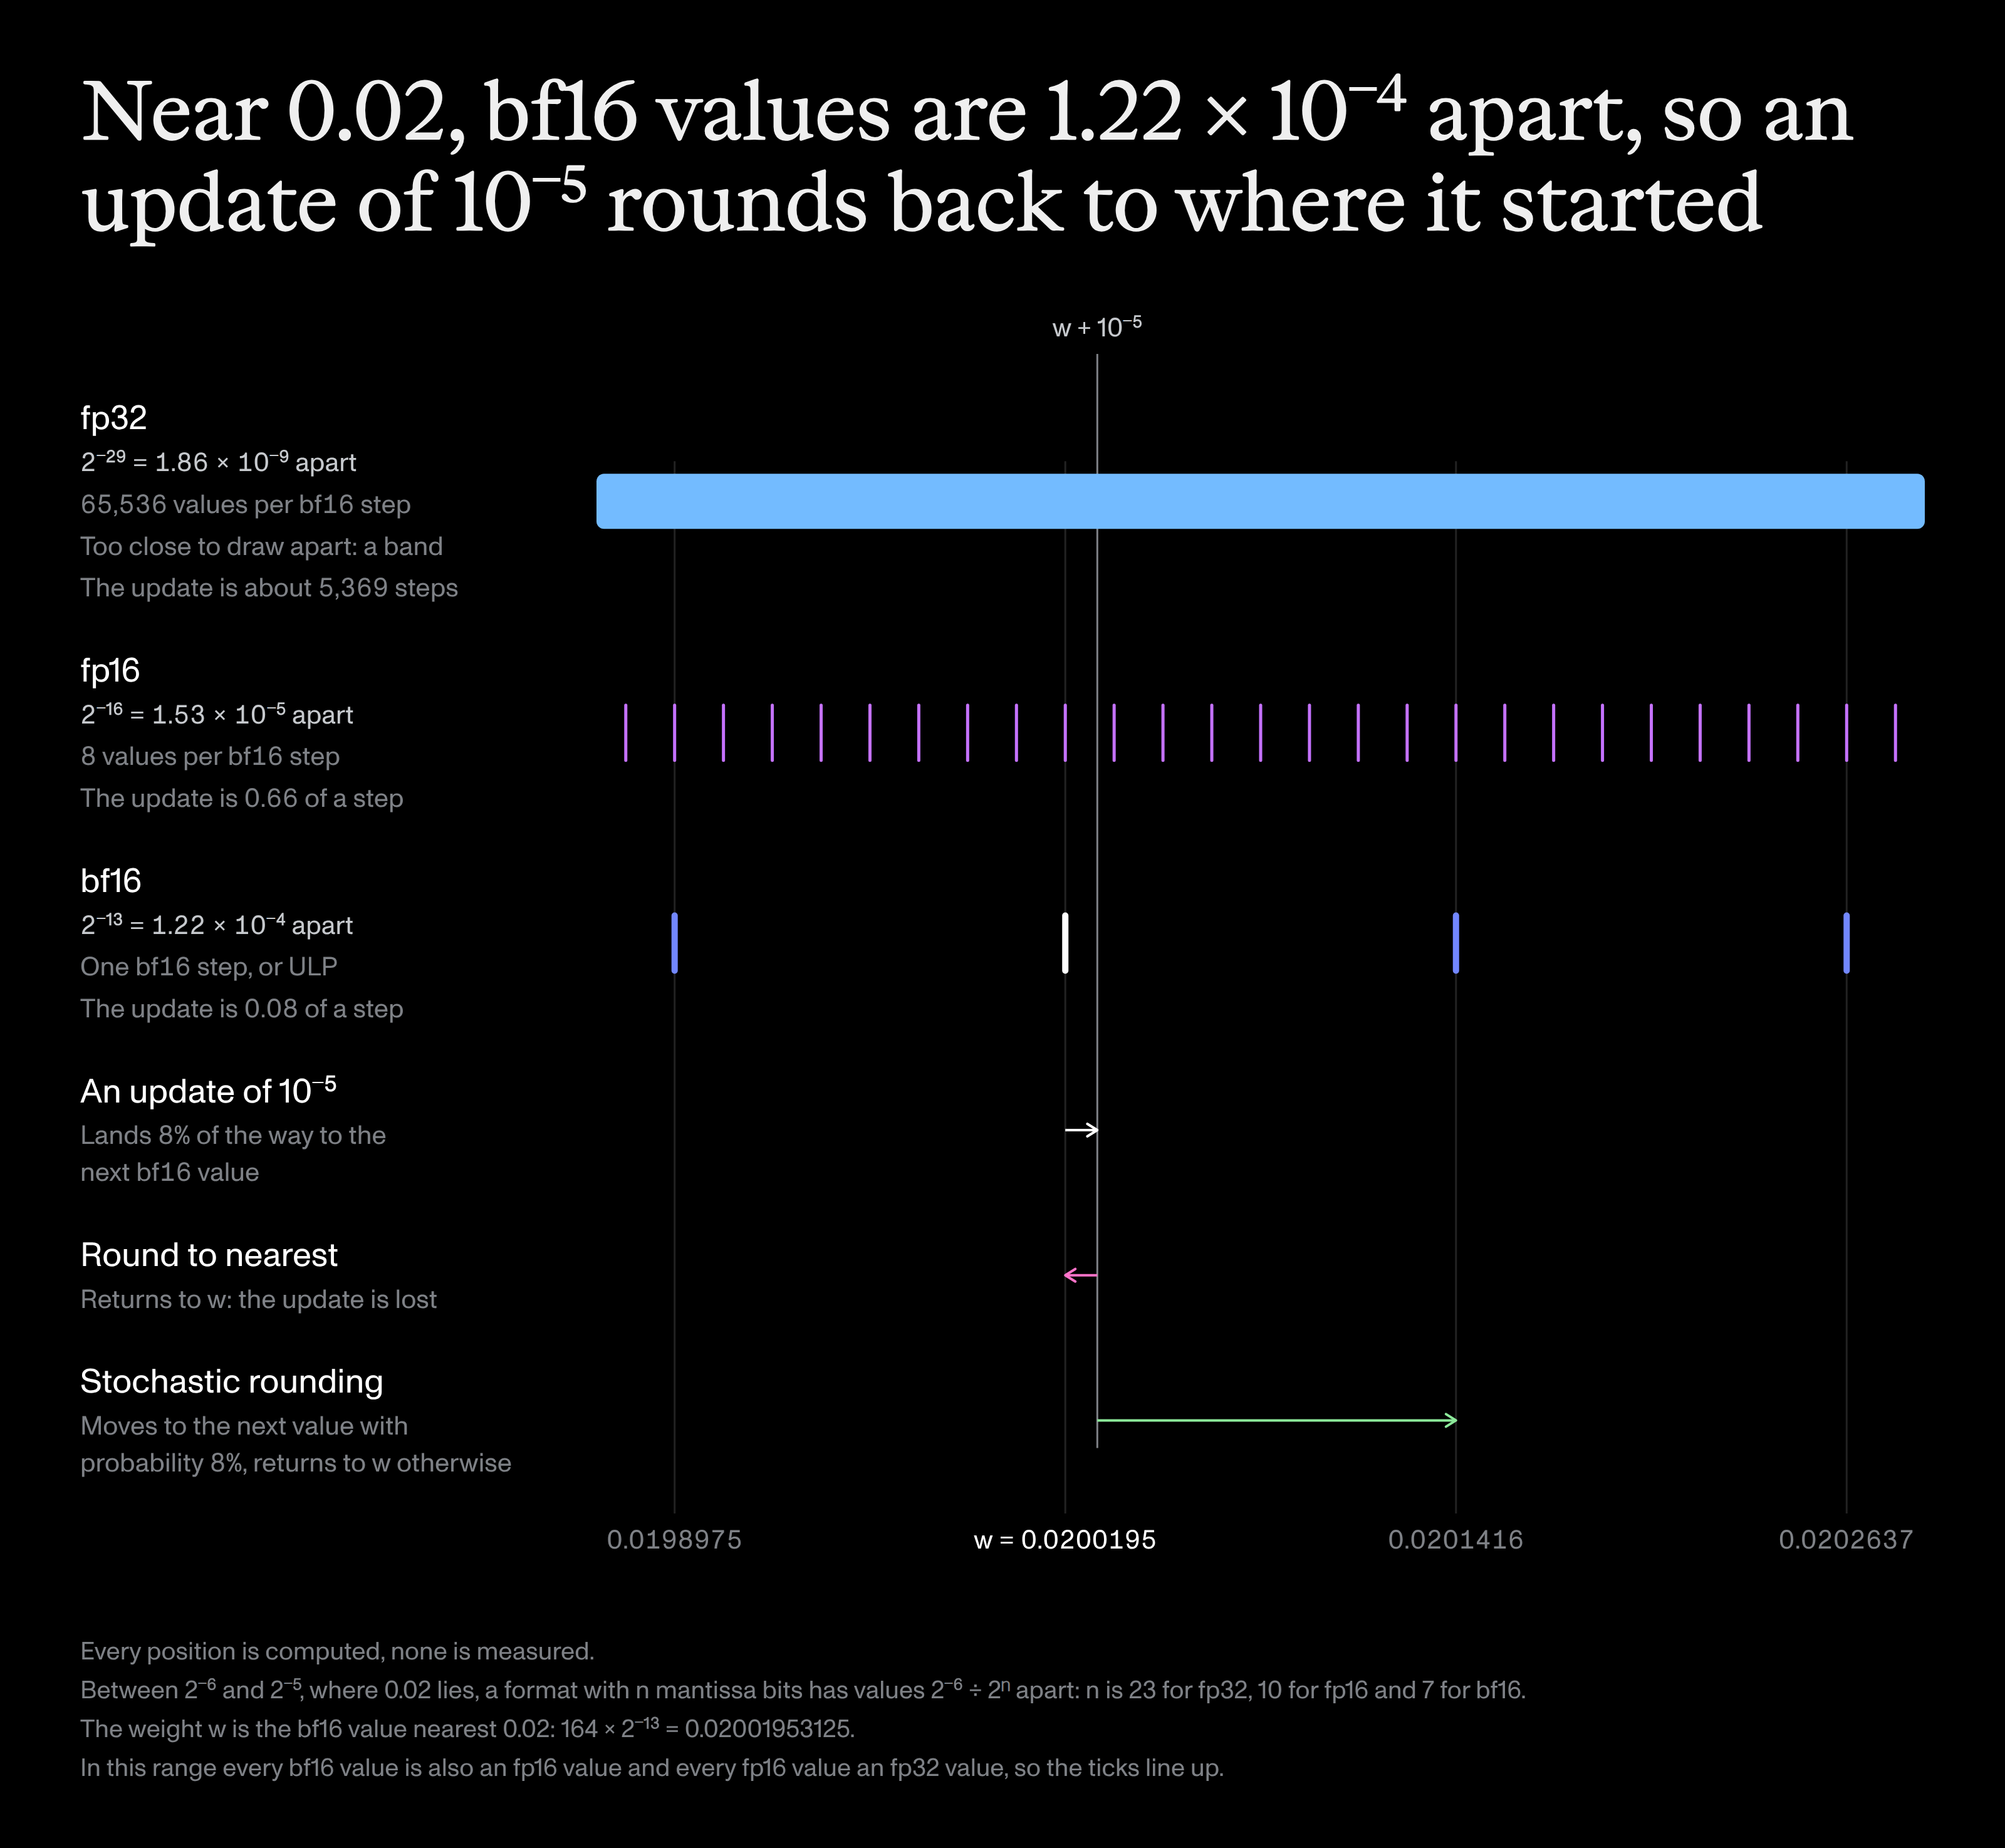 Near 0.02, bf16 values are 1.22 × 10⁻⁴ apart, so an
update of 10⁻⁵ rounds back to where it started
w + 10⁻⁵
fp32
2⁻²⁹ = 1.86 × 10⁻⁹ apart
65,536 values per bf16 step
Too close to draw apart: a band
The update is about 5,369 steps
fp16
2⁻¹⁶ = 1.53 × 10⁻⁵ apart
8 values per bf16 step
The update is 0.66 of a step
bf16
2⁻¹³ = 1.22 × 10⁻⁴ apart
One bf16 step, or ULP
The update is 0.08 of a step
An update of 10⁻⁵
Lands 8% of the way to the
next bf16 value
Round to nearest
Returns to w: the update is lost
Stochastic rounding
Moves to the next value with
probability 8%, returns to w otherwise
0.0198975
w = 0.0200195
0.0201416
0.0202637
Every position is computed, none is measured.
Between 2⁻⁶ and 2⁻⁵, where 0.02 lies, a format with n mantissa bits has values 2⁻⁶ ÷ 2ⁿ apart: n is 23 for fp32, 10 for fp16 and 7 for bf16.
The weight w is the bf16 value nearest 0.02: 164 × 2⁻¹³ = 0.02001953125.
In this range every bf16 value is also an fp16 value and every fp16 value an fp32 value, so the ticks line up.